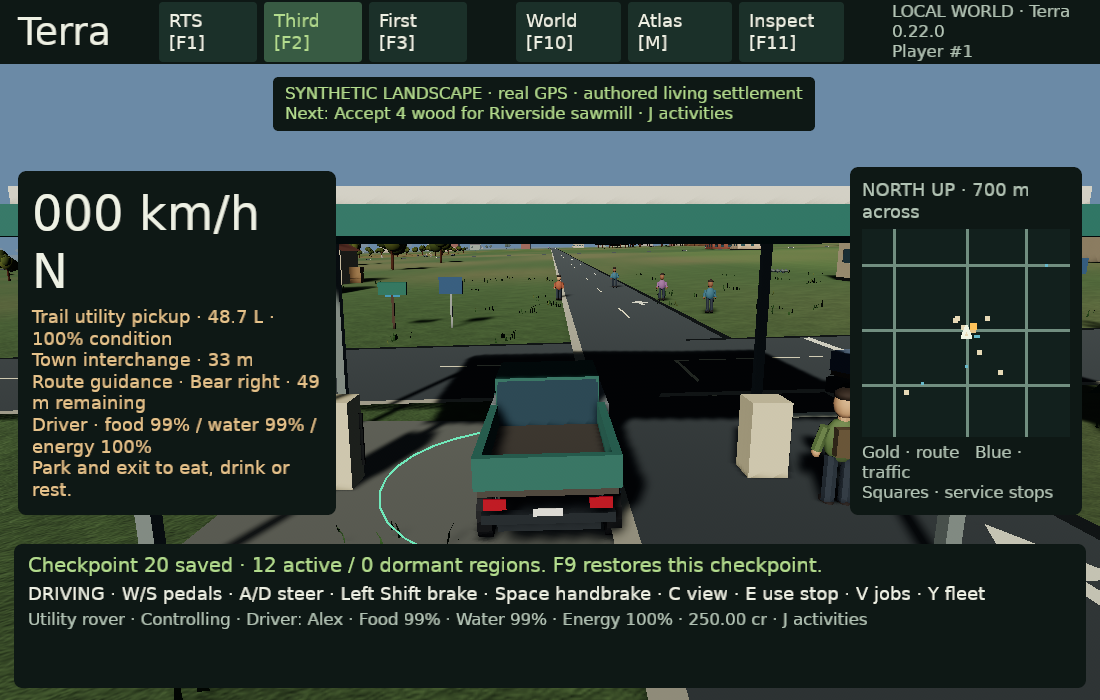 Terra
RTS
[F1]
Third
[F2]
First
[F3]
World
[F10]
Atlas
[M]
Inspect
[F11]
LOCAL WORLD · Terra
0.22.0
Player #1
SYNTHETIC LANDSCAPE · real GPS · authored living settlement
Next: Accept 4 wood for Riverside sawmill · J activities
000 km/h
N
Trail utility pickup · 48.7 L ·
100% condition
Town interchange · 33 m
Route guidance · Bear right · 49
m remaining
Driver · food 99% / water 99% /
energy 100%
Park and exit to eat, drink or
rest.
NORTH UP · 700 m
across
Gold · route   Blue ·
traffic
Squares · service stops
Checkpoint 20 saved · 12 active / 0 dormant regions. F9 restores this checkpoint.
DRIVING · W/S pedals · A/D steer · Left Shift brake · Space handbrake · C view · E use stop · V jobs · Y fleet
Utility rover · Controlling · Driver: Alex · Food 99% · Water 99% · Energy 100% · 250.00 cr · J activities